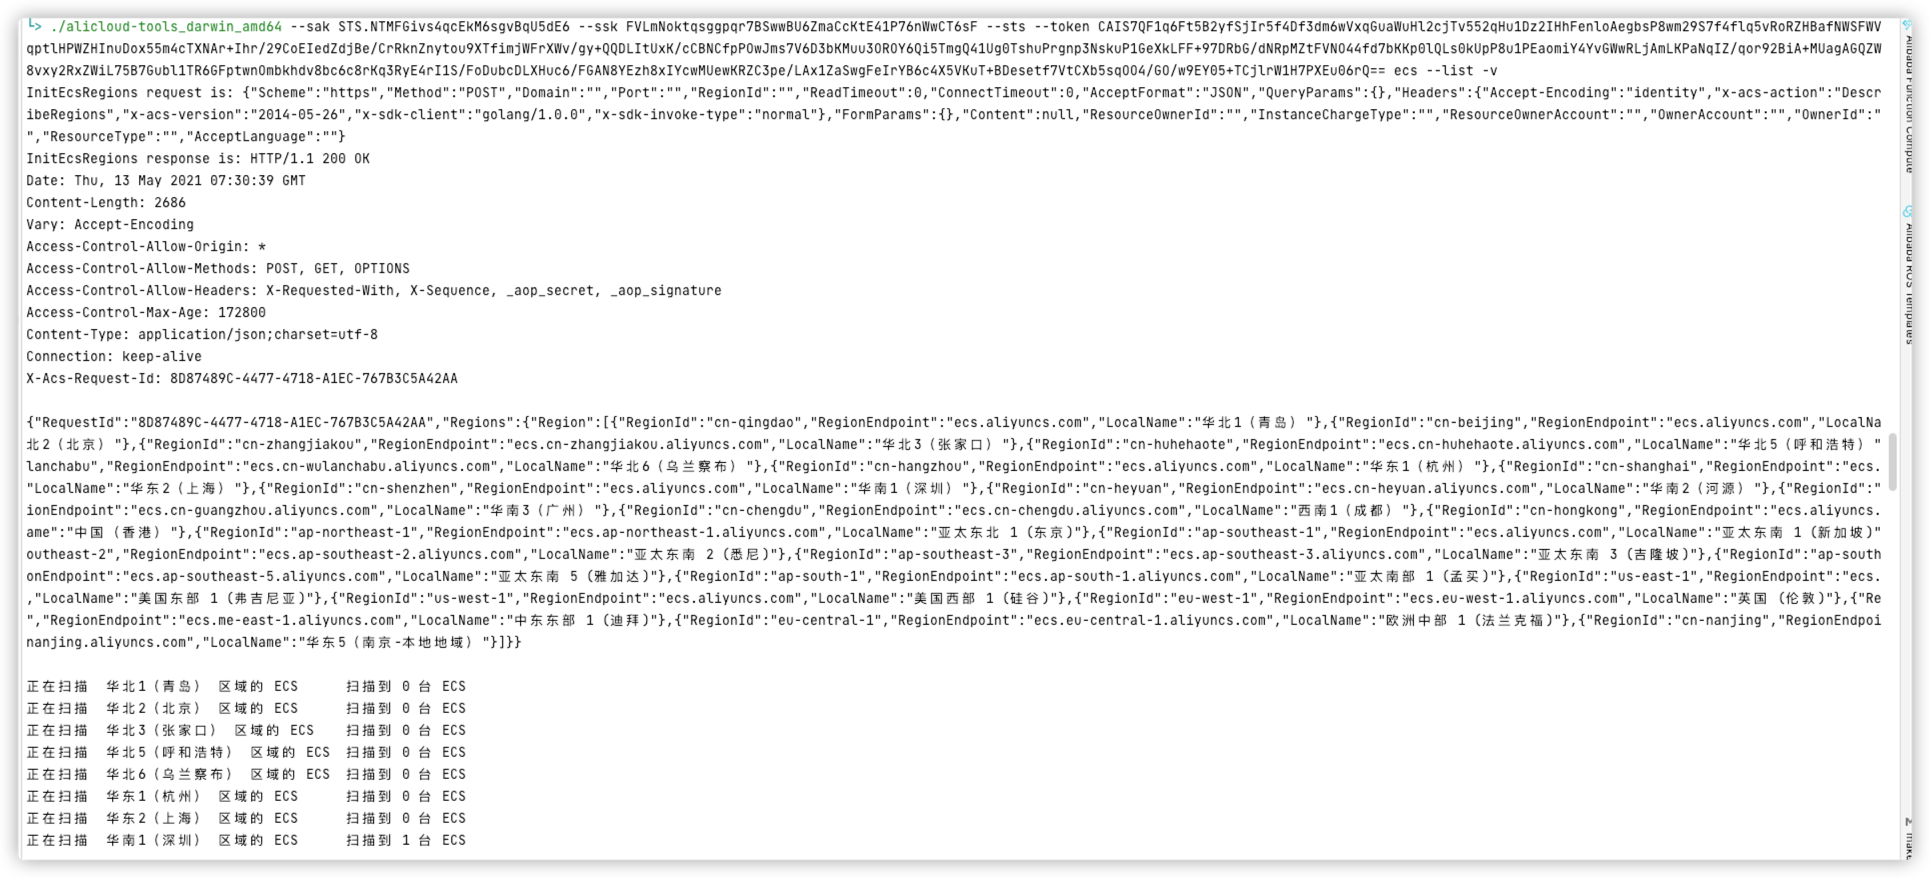 ↳ ./alicloud-tools_darwin_amd64 --sak STS.NTMFGivs4qcEkM6sgvBqU5dE6 --ssk FVLmNoktqsggpqr7BSwwBU6ZmaCcKtE41P76nWwCT6sF --sts --token CAIS7QF1q6Ft5B2yfSjIr5f4Df3dm6wVxqGuaWuHl2cjTv552qHu1Dz2IHhFenloAegbsP8wm29S7f4flq5vRoRZHBafNWSFWV
qptlHPWZHInuDox55m4cTXNAr+Ihr/29CoEIedZdjBe/CrRknZnytou9XTfimjWFrXWv/gy+QQDLItUxK/cCBNCfpPOwJms7V6D3bKMuu3OROY6Qi5TmgQ41Ug0TshuPrgnp3NskuP1GeXkLFF+97DRbG/dNRpMZtFVNO44fd7bKKp0lQLs0kUpP8u1PEaomiY4YvGWwRLjAmLKPaNqIZ/qor92BiA+MUagAGQZW
8vxy2RxZWiL75B7Gubl1TR6GFptwnOmbkhdv8bc6c8rKq3RyE4rI1S/FoDubcDLXHuc6/FGAN8YEzh8xIYcwMUewKRZC3pe/LAx1ZaSwgFeIrYB6c4X5VKuT+BDesetf7VtCXb5sqOO4/GO/w9EY05+TCjlrW1H7PXEu06rQ== ecs --list -v
InitEcsRegions request is: {"Scheme":"https","Method":"POST","Domain":"","Port":"","RegionId":"","ReadTimeout":0,"ConnectTimeout":0,"AcceptFormat":"JSON","QueryParams":{},"Headers":{"Accept-Encoding":"identity","x-acs-action":"Descr
ibeRegions","x-acs-version":"2014-05-26","x-sdk-client":"golang/1.0.0","x-sdk-invoke-type":"normal"},"FormParams":{},"Content":null,"ResourceOwnerId":"","InstanceChargeType":"","ResourceOwnerAccount":"","OwnerAccount":"","OwnerId":"
","ResourceType":"","AcceptLanguage":""}
InitEcsRegions response is: HTTP/1.1 200 OK
Date: Thu, 13 May 2021 07:30:39 GMT
Content-Length: 2686
Vary: Accept-Encoding
Access-Control-Allow-Origin: *
Access-Control-Allow-Methods: POST, GET, OPTIONS
Access-Control-Allow-Headers: X-Requested-With, X-Sequence, _aop_secret, _aop_signature
Access-Control-Max-Age: 172800
Content-Type: application/json;charset=utf-8
Connection: keep-alive
X-Acs-Request-Id: 8D87489C-4477-4718-A1EC-767B3C5A42AA
{"RequestId":"8D87489C-4477-4718-A1EC-767B3C5A42AA","Regions":{"Region":[{"RegionId":"cn-qingdao","RegionEndpoint":"ecs.aliyuncs.com","LocalName":"华北1（青岛） "},{"RegionId":"cn-beijing","RegionEndpoint":"ecs.aliyuncs.com","LocalNa
北2（北京） "},{"RegionId":"cn-zhangjiakou","RegionEndpoint":"ecs.cn-zhangjiakou.aliyuncs.com","LocalName":"华北3（张家口） "},{"RegionId":"cn-huhehaote","RegionEndpoint":"ecs.cn-huhehaote.aliyuncs.com","LocalName":"华北5（呼和浩特） "
lanchabu","RegionEndpoint":"ecs.cn-wulanchabu.aliyuncs.com","LocalName":"华北6（乌兰察布） "},{"RegionId":"cn-hangzhou","RegionEndpoint":"ecs.aliyuncs.com","LocalName":"华东1（杭州） "},{"RegionId":"cn-shanghai","RegionEndpoint":"ecs.
"LocalName":"华东2（上海） "},{"RegionId":"cn-shenzhen","RegionEndpoint":"ecs.aliyuncs.com","LocalName":"华南1（深圳） "},{"RegionId":"cn-heyuan","RegionEndpoint":"ecs.cn-heyuan.aliyuncs.com","LocalName":"华南2（河源） "},{"RegionId":"
ionEndpoint":"ecs.cn-guangzhou.aliyuncs.com","LocalName":"华南3（广州） "},{"RegionId":"cn-chengdu","RegionEndpoint":"ecs.cn-chengdu.aliyuncs.com","LocalName":"西南1（成都） "},{"RegionId":"cn-hongkong","RegionEndpoint":"ecs.aliyuncs.
ame":"中国（香港） "},{"RegionId":"ap-northeast-1","RegionEndpoint":"ecs.ap-northeast-1.aliyuncs.com","LocalName":"亚太东北 1 (东京)"},{"RegionId":"ap-southeast-1","RegionEndpoint":"ecs.aliyuncs.com","LocalName":"亚太东南 1 (新加坡)"
outheast-2","RegionEndpoint":"ecs.ap-southeast-2.aliyuncs.com","LocalName":"亚太东南 2 (悉尼)"},{"RegionId":"ap-southeast-3","RegionEndpoint":"ecs.ap-southeast-3.aliyuncs.com","LocalName":"亚太东南 3 (吉隆坡)"},{"RegionId":"ap-south
onEndpoint":"ecs.ap-southeast-5.aliyuncs.com","LocalName":"亚太东南 5 (雅加达)"},{"RegionId":"ap-south-1","RegionEndpoint":"ecs.ap-south-1.aliyuncs.com","LocalName":"亚太南部 1 (孟买)"},{"RegionId":"us-east-1","RegionEndpoint":"ecs.
,"LocalName":"美国东部 1 (弗吉尼亚)"},{"RegionId":"us-west-1","RegionEndpoint":"ecs.aliyuncs.com","LocalName":"美国西部 1 (硅谷)"},{"RegionId":"eu-west-1","RegionEndpoint":"ecs.eu-west-1.aliyuncs.com","LocalName":"英国 (伦敦)"},{"Re
","RegionEndpoint":"ecs.me-east-1.aliyuncs.com","LocalName":"中东东部 1 (迪拜)"},{"RegionId":"eu-central-1","RegionEndpoint":"ecs.eu-central-1.aliyuncs.com","LocalName":"欧洲中部 1 (法兰克福)"},{"RegionId":"cn-nanjing","RegionEndpoi
nanjing.aliyuncs.com","LocalName":"华东5（南京-本地地域） "}]}}
正在扫描 华北1（青岛） 区域的 ECS 扫描到 0 台 ECS
正在扫描 华北2（北京） 区域的 ECS 扫描到 0 台 ECS
正在扫描 华北3（张家口） 区域的 ECS 扫描到 0 台 ECS
正在扫描 华北5（呼和浩特） 区域的 ECS 扫描到 0 台 ECS
正在扫描 华北6（乌兰察布） 区域的 ECS 扫描到 0 台 ECS
正在扫描 华东1（杭州） 区域的 ECS 扫描到 0 台 ECS
正在扫描 华东2（上海） 区域的 ECS 扫描到 0 台 ECS
正在扫描 华南1（深圳） 区域的 ECS 扫描到 1 台 ECS
Alibaba Function Compute
Alibaba ROS Templates